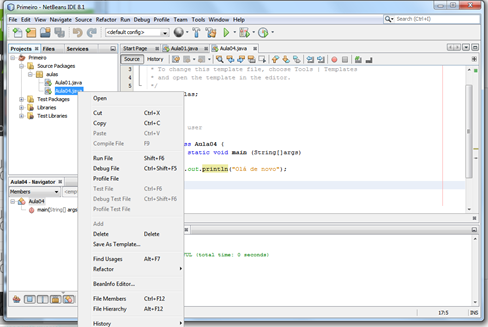 Primeiro - NetBeans IDE 8.1
File Edit View Navigate Source Refactor Run Debug Profile Team Tools Window Help
Search (Ctrl+I)
<default config>
Projects Files Services
Start Page Aula01.java Aula04.java
Source History
Primeiro
Source Packages
aulas
Aula01.java
Aula04.java
Test Packages
Libraries
Test Libraries
3 * To change this template file, choose Tools | Templates
4 * and open the template in the editor.
5 */
las;
user
ss Aula04 {
static void main (String[]args)
.out.println("Olá de novo");
Open
Cut Ctrl+X
Copy Ctrl+C
Paste Ctrl+V
Compile File F9
Run File Shift+F6
Debug File Ctrl+Shift+F5
Profile File
Test File Ctrl+F6
Debug Test File Ctrl+Shift+F6
Profile Test File
Add
Delete Delete
Save As Template...
Find Usages Alt+F7
Refactor
BeanInfo Editor...
File Members Ctrl+F12
File Hierarchy Alt+F12
History
Aula04 - Navigator
Members
Aula04
main(String[] args
FUL (total time: 0 seconds)
17:5 INS